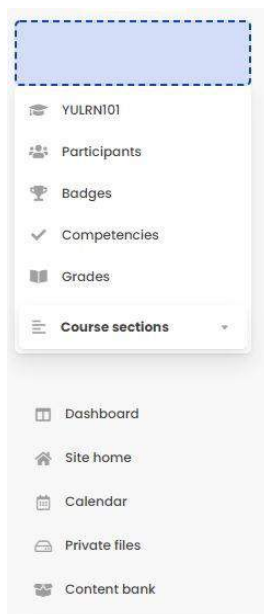 YULRN101
Participants
Badges
Competencies
Grades
Course sections
Dashboard
Site home
Calendar
Private files
Content bank